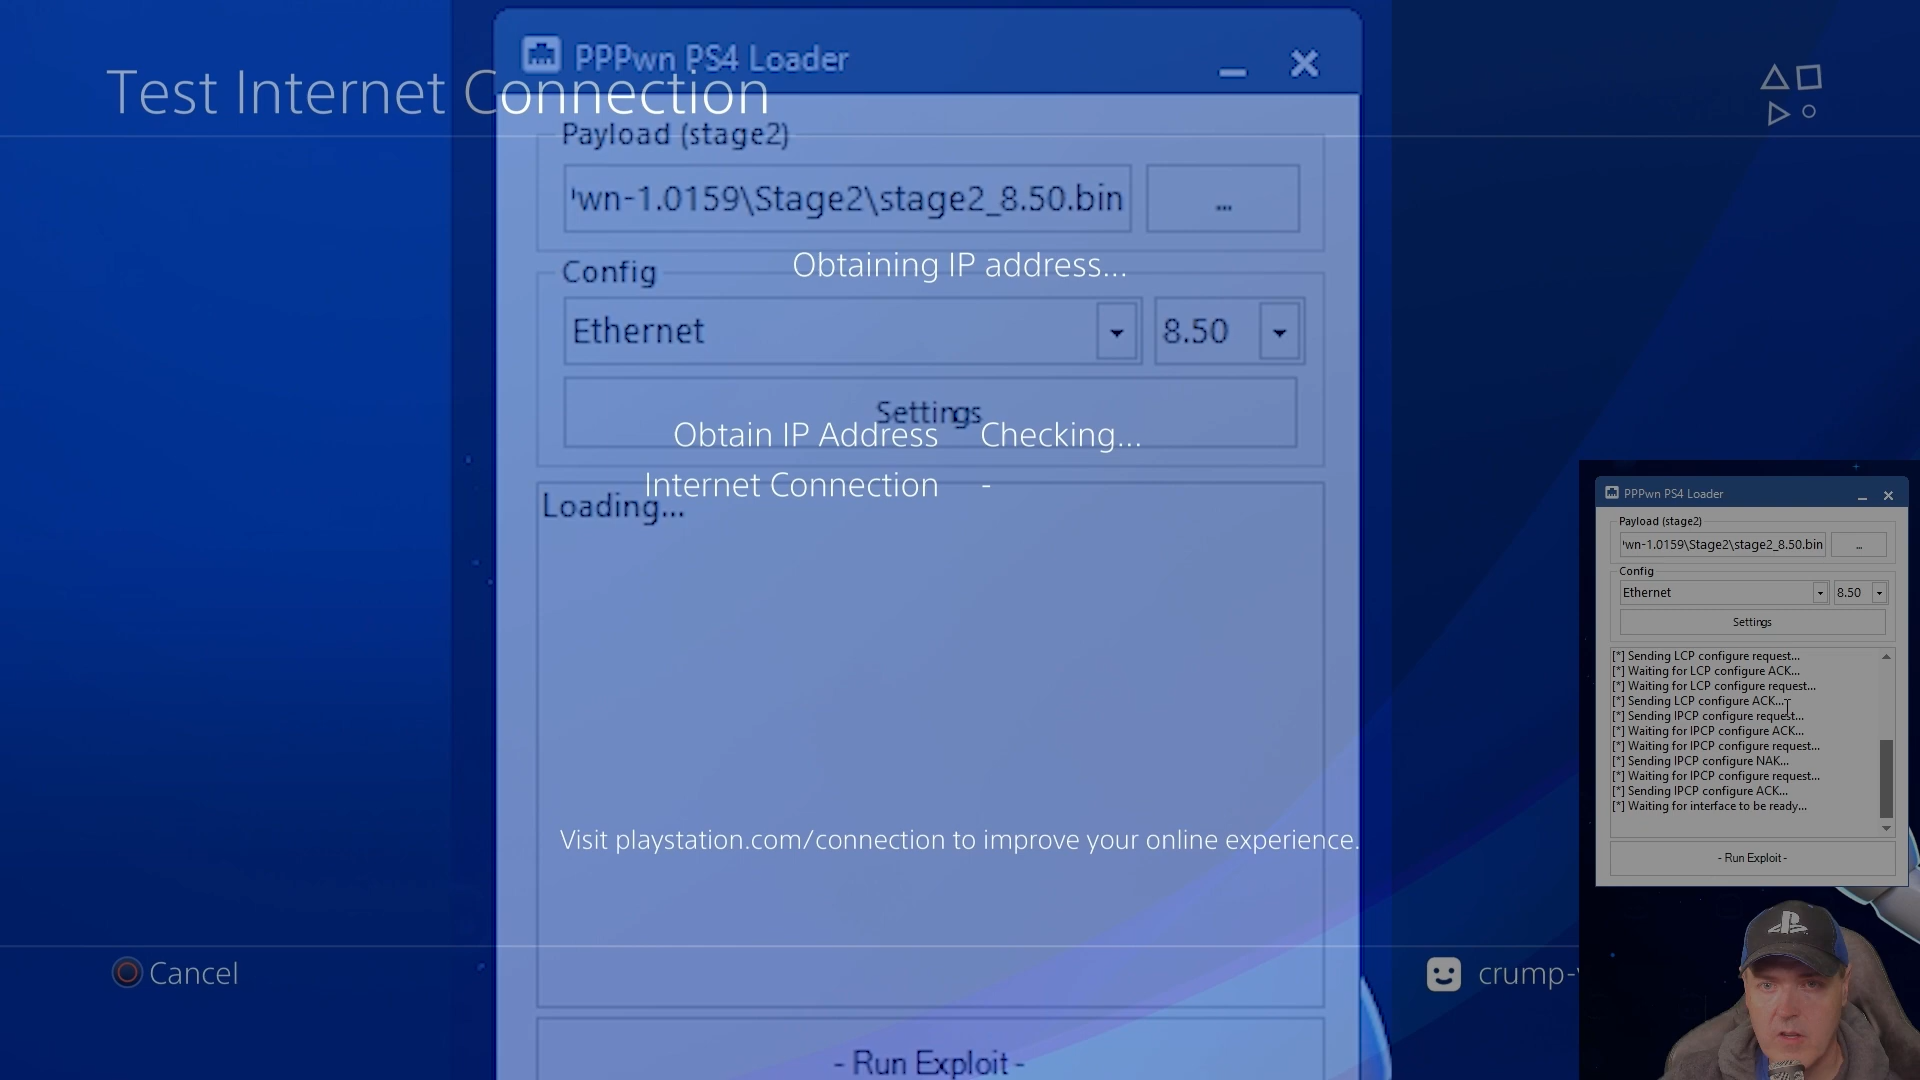 PPPwn PS4 Loader
Test Internet Connection
Payload (stage2)
'wn-1.0159\Stage2\stage2_8.50.bin ...
Obtaining IP address...
Config
Ethernet 8.50
Settings
Obtain IP Address Checking...
Internet Connection -
Loading...
Visit playstation.com/connection to improve your online experience.
Cancel
crump-
- Run Exploit -
PPPwn PS4 Loader
Payload (stage2)
'wn-1.0159\Stage2\stage2_8.50.bin ...
Config
Ethernet 8.50
Settings
[*] Sending LCP configure request...
[*] Waiting for LCP configure ACK...
[*] Waiting for LCP configure request...
[*] Sending LCP configure ACK...
[*] Sending IPCP configure request...
[*] Waiting for IPCP configure ACK...
[*] Waiting for IPCP configure request...
[*] Sending IPCP configure NAK...
[*] Waiting for IPCP configure request...
[*] Sending IPCP configure ACK...
[*] Waiting for interface to be ready...
- Run Exploit -